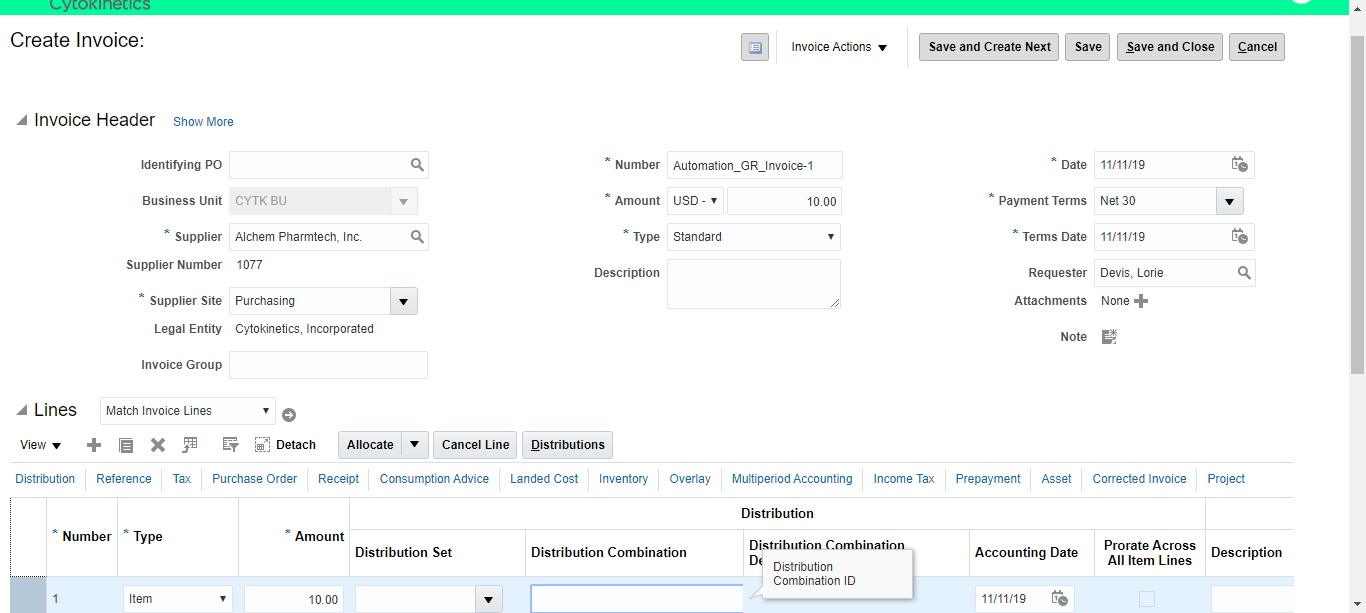 Cytokinetics
Create Invoice:
Invoice Actions
Save and Create Next
Save
Save and Close
Cancel
Invoice Header
Show More
Identifying PO
* Number Automation_GR_Invoice-1
* Date 11/11/19
Business Unit CYTK BU
* Amount USD - 10.00
* Payment Terms Net 30
* Supplier Alchem Pharmtech, Inc.
* Type Standard
* Terms Date 11/11/19
Supplier Number 1077
Description
Requester Devis, Lorie
* Supplier Site Purchasing
Attachments None
Legal Entity Cytokinetics, Incorporated
Note
Invoice Group
Lines Match Invoice Lines
View
Detach
Allocate
Cancel Line
Distributions
Distribution Reference Tax Purchase Order Receipt Consumption Advice Landed Cost Inventory Overlay Multiperiod Accounting Income Tax Prepayment Asset Corrected Invoice Project
Distribution
* Number * Type * Amount
Distribution Set
Distribution Combination
Distribution Combination
Accounting Date
Prorate Across
All Item Lines
Description
Distribution
Combination ID
1 Item 10.00 11/11/19